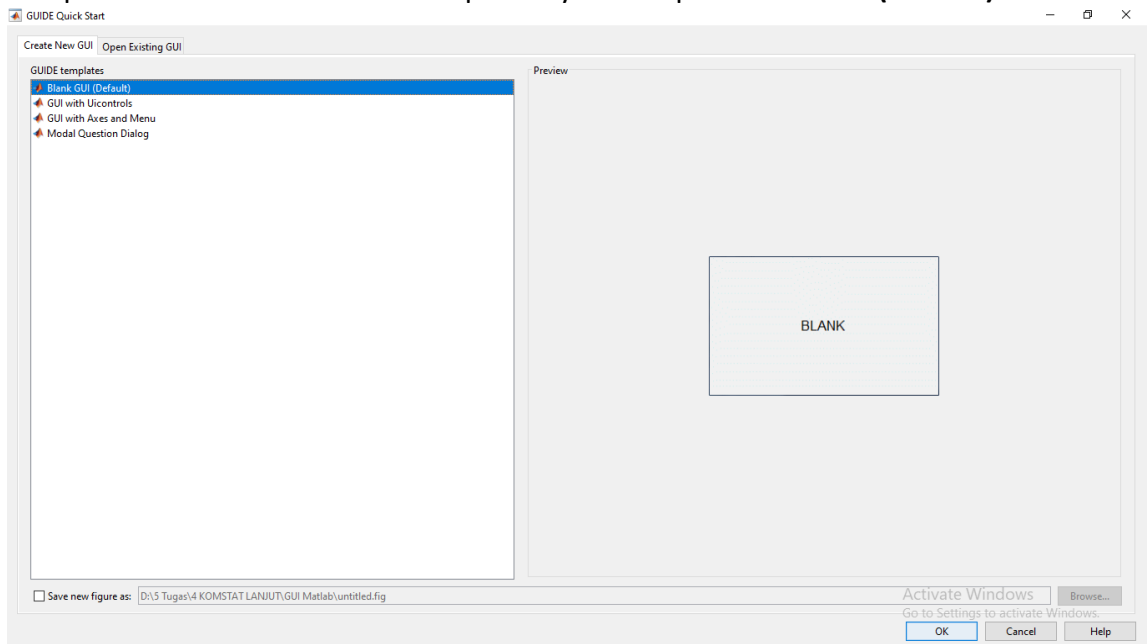 GUIDE Quick Start
Create New GUI Open Existing GUI
GUIDE templates
Blank GUI (Default)
GUI with Uicontrols
GUI with Axes and Menu
Modal Question Dialog
Preview
BLANK
Save new figure as: D:\5 Tugas\4 KOMSTAT LANJUT\GUI Matlab\untitled.fig Browse...
Activate Windows
Go to Settings to activate Windows.
OK Cancel Help